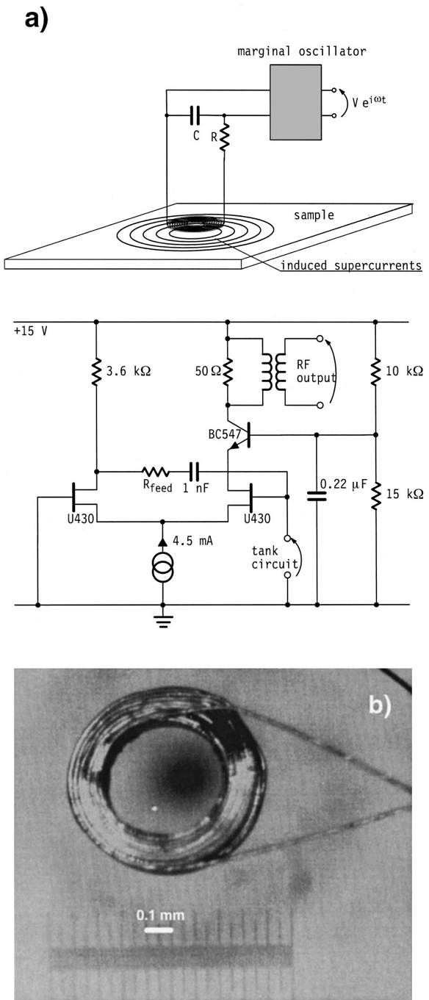 a)
marginal oscillator
V e^iωt
C
R
sample
induced supercurrents
+15 V
3.6 kΩ
50 Ω
RF
output
10 kΩ
BC547
R_feed
1 nF
0.22 μF
15 kΩ
U430
U430
4.5 mA
tank
circuit
b)
0.1 mm